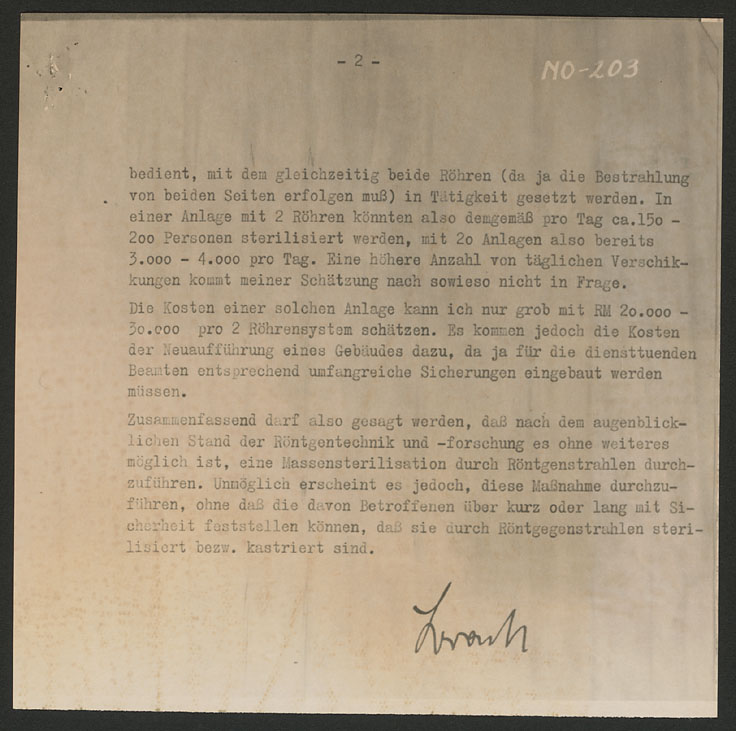 - 2 -
NO-203
bedient, mit dem gleichzeitig beide Röhren (da ja die Bestrahlung
von beiden Seiten erfolgen muß) in Tätigkeit gesetzt werden. In
einer Anlage mit 2 Röhren könnten also demgemäß pro Tag ca.15o -
2oo Personen sterilisiert werden, mit 2o Anlagen also bereits
3.ooo - 4.ooo pro Tag. Eine höhere Anzahl von täglichen Verschik-
kungen kommt meiner Schätzung nach sowieso nicht in Frage.
Die Kosten einer solchen Anlage kann ich nur grob mit RM 2o.ooo -
3o.ooo pro 2 Röhrensystem schätzen. Es kommen jedoch die Kosten
der Neuaufführung eines Gebäudes dazu, da ja für die diensttuenden
Beamten entsprechend umfangreiche Sicherungen eingebaut werden
müssen.
Zusammenfassend darf also gesagt werden, daß nach dem augenblick-
lichen Stand der Röntgentechnik und -forschung es ohne weiteres
möglich ist, eine Massensterilisation durch Röntgenstrahlen durch-
zuführen. Unmöglich erscheint es jedoch, diese Maßnahme durchzu-
führen, ohne daß die davon Betroffenen über kurz oder lang mit Si-
cherheit feststellen können, daß sie durch Röntgegenstrahlen steri-
lisiert bezw. kastriert sind.